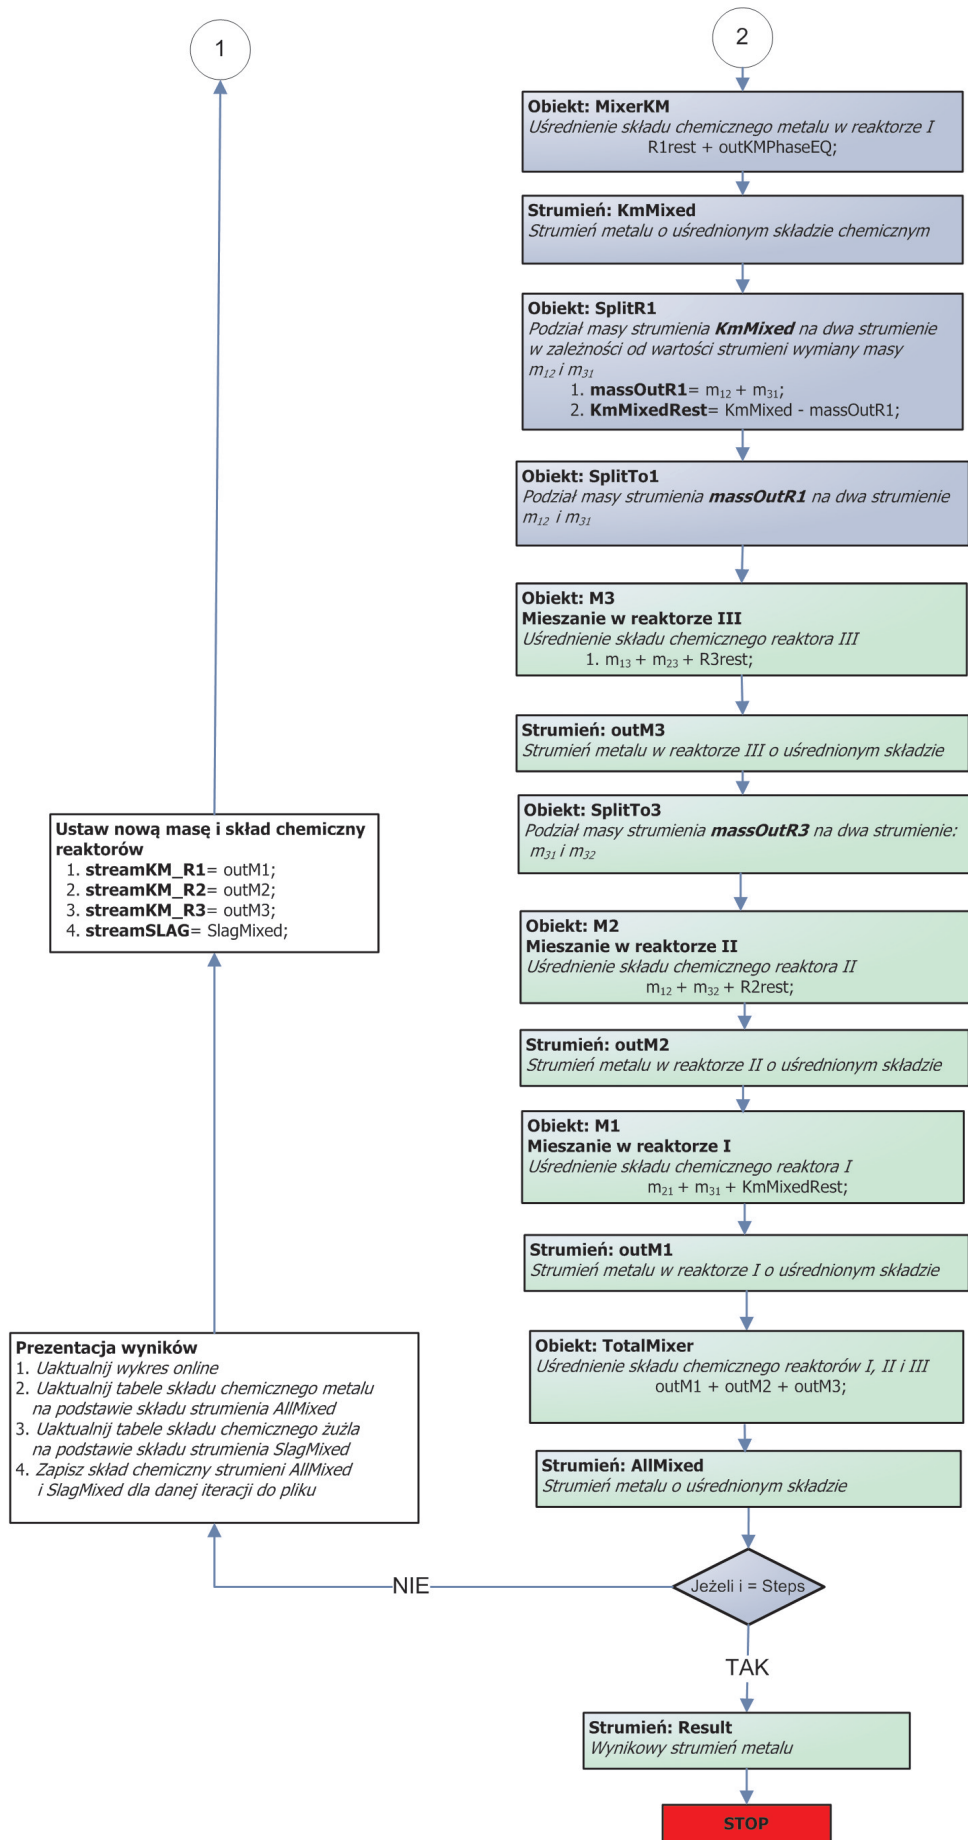 1
2
Obiekt: MixerKM
Uśrednienie składu chemicznego metalu w reaktorze I
R1rest + outKMPhaseEQ;
Strumień: KmMixed
Strumień metalu o uśrednionym składzie chemicznym
Obiekt: SplitR1
Podział masy strumienia KmMixed na dwa strumienie
w zależności od wartości strumieni wymiany masy
m₁₂ i m₃₁
1. massOutR1= m₁₂ + m₃₁;
2. KmMixedRest= KmMixed - massOutR1;
Obiekt: SplitTo1
Podział masy strumienia massOutR1 na dwa strumienie
m₁₂ i m₃₁
Obiekt: M3
Mieszanie w reaktorze III
Uśrednienie składu chemicznego reaktora III
1. m₁₃ + m₂₃ + R3rest;
Strumień: outM3
Strumień metalu w reaktorze III o uśrednionym składzie
Obiekt: SplitTo3
Podział masy strumienia massOutR3 na dwa strumienie:
m₃₁ i m₃₂
Obiekt: M2
Mieszanie w reaktorze II
Uśrednienie składu chemicznego reaktora II
m₁₂ + m₃₂ + R2rest;
Strumień: outM2
Strumień metalu w reaktorze II o uśrednionym składzie
Obiekt: M1
Mieszanie w reaktorze I
Uśrednienie składu chemicznego reaktora I
m₂₁ + m₃₁ + KmMixedRest;
Strumień: outM1
Strumień metalu w reaktorze I o uśrednionym składzie
Obiekt: TotalMixer
Uśrednienie składu chemicznego reaktorów I, II i III
outM1 + outM2 + outM3;
Strumień: AllMixed
Strumień metalu o uśrednionym składzie
Jeżeli i = Steps
NIE
TAK
Prezentacja wyników
1. Uaktualnij wykres online
2. Uaktualnij tabele składu chemicznego metalu
na podstawie składu strumienia AllMixed
3. Uaktualnij tabele składu chemicznego żużla
na podstawie składu strumienia SlagMixed
4. Zapisz skład chemiczny strumieni AllMixed
i SlagMixed dla danej iteracji do pliku
Ustaw nową masę i skład chemiczny
reaktorów
1. streamKM_R1= outM1;
2. streamKM_R2= outM2;
3. streamKM_R3= outM3;
4. streamSLAG= SlagMixed;
Strumień: Result
Wynikowy strumień metalu
STOP